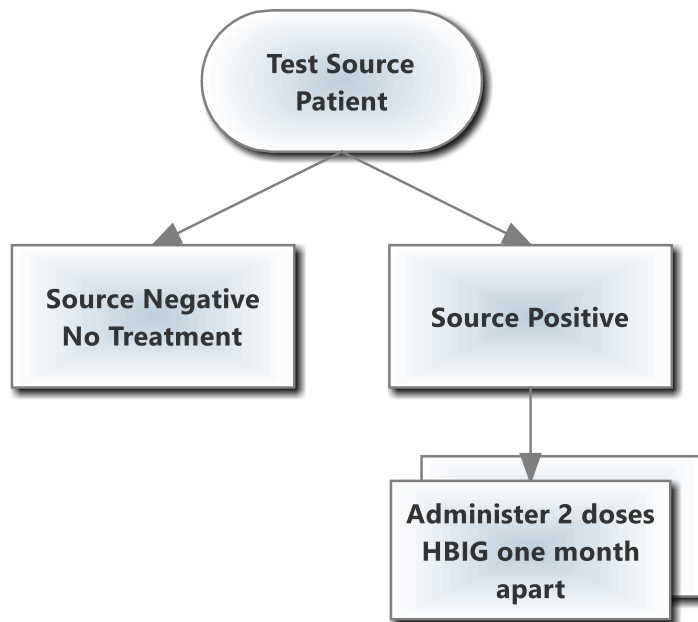 Test Source
Patient
Source Negative
No Treatment
Source Positive
Administer 2 doses
HBIG one month
apart